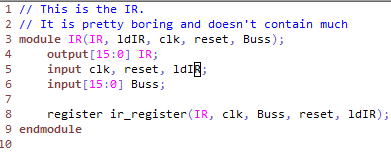 1 // This is the IR.
2 // It is pretty boring and doesn't contain much
3 module IR(IR, ldIR, clk, reset, Buss);
4     output[15:0] IR;
5     input clk, reset, ldIR;
6     input[15:0] Buss;
7
8     register ir_register(IR, clk, Buss, reset, ldIR);
9 endmodule
10